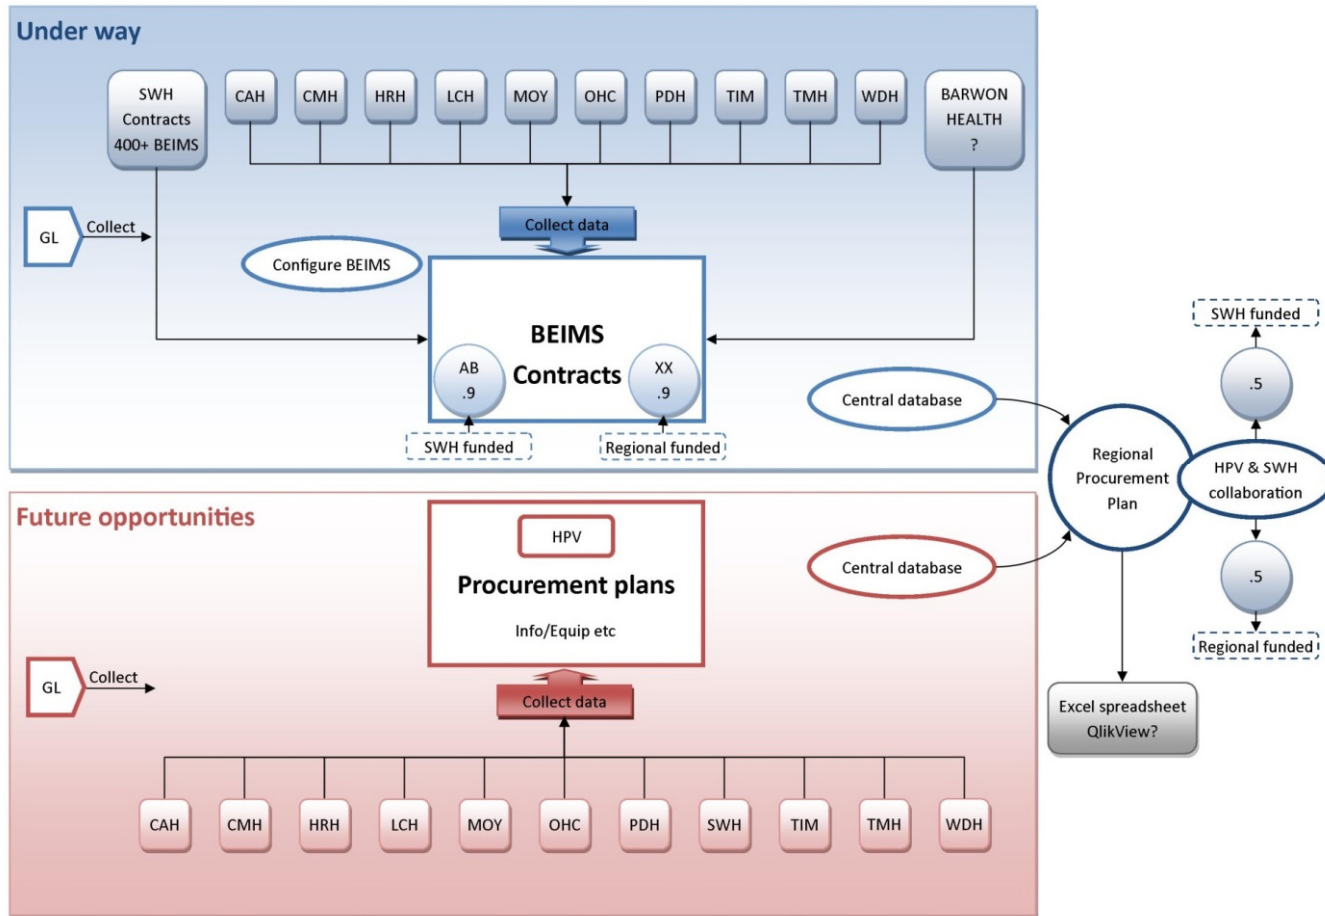 Under way
SWH
Contracts
400+ BEIMS
CAH
CMH
HRH
LCH
MOY
OHC
PDH
TIM
TMH
WDH
BARWON
HEALTH
?
GL
Collect
Collect data
Configure BEIMS
BEIMS
Contracts
AB
.9
XX
.9
SWH funded
Regional funded
Central database
SWH funded
.5
Regional
Procurement
Plan
HPV & SWH
collaboration
.5
Regional funded
Excel spreadsheet
QlikView?
Future opportunities
HPV
Procurement plans
Info/Equip etc
Central database
GL
Collect
Collect data
CAH
CMH
HRH
LCH
MOY
OHC
PDH
SWH
TIM
TMH
WDH